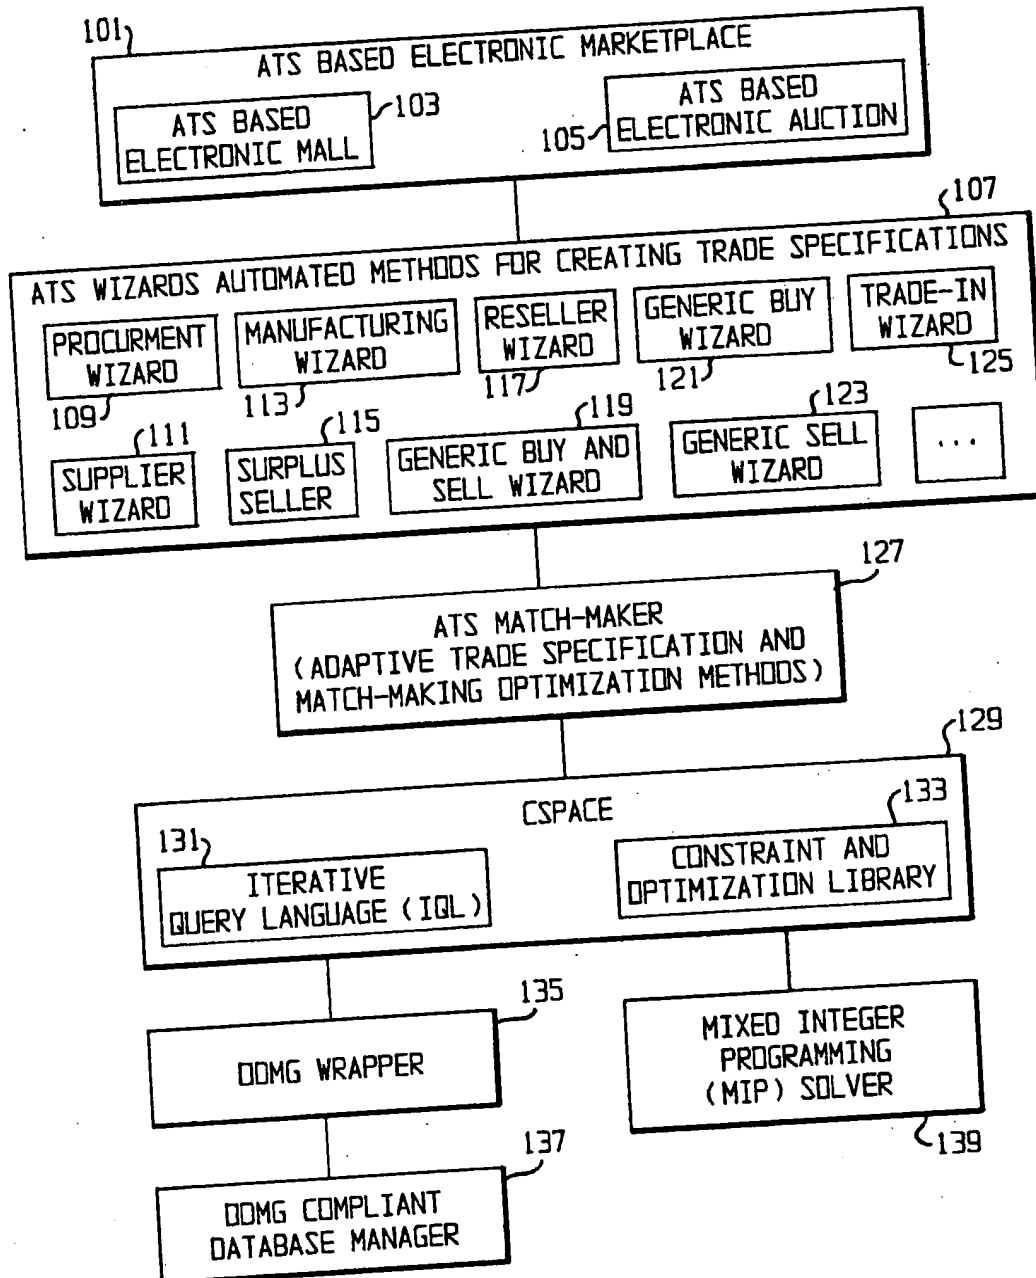 101
ATS BASED ELECTRONIC MARKETPLACE
ATS BASED
ELECTRONIC MALL
103
105
ATS BASED
ELECTRONIC AUCTION
107
ATS WIZARDS AUTOMATED METHODS FOR CREATING TRADE SPECIFICATIONS
PROCURMENT
WIZARD
109
MANUFACTURING
WIZARD
113
RESELLER
WIZARD
117
GENERIC BUY
WIZARD
121
TRADE-IN
WIZARD
125
111
SUPPLIER
WIZARD
115
SURPLUS
SELLER
119
GENERIC BUY AND
SELL WIZARD
123
GENERIC SELL
WIZARD
...
127
ATS MATCH-MAKER
(ADAPTIVE TRADE SPECIFICATION AND
MATCH-MAKING OPTIMIZATION METHODS)
129
CSPACE
131
ITERATIVE
QUERY LANGUAGE (IQL)
133
CONSTRAINT AND
OPTIMIZATION LIBRARY
135
ODMG WRAPPER
MIXED INTEGER
PROGRAMMING
(MIP) SOLVER
139
137
ODMG COMPLIANT
DATABASE MANAGER